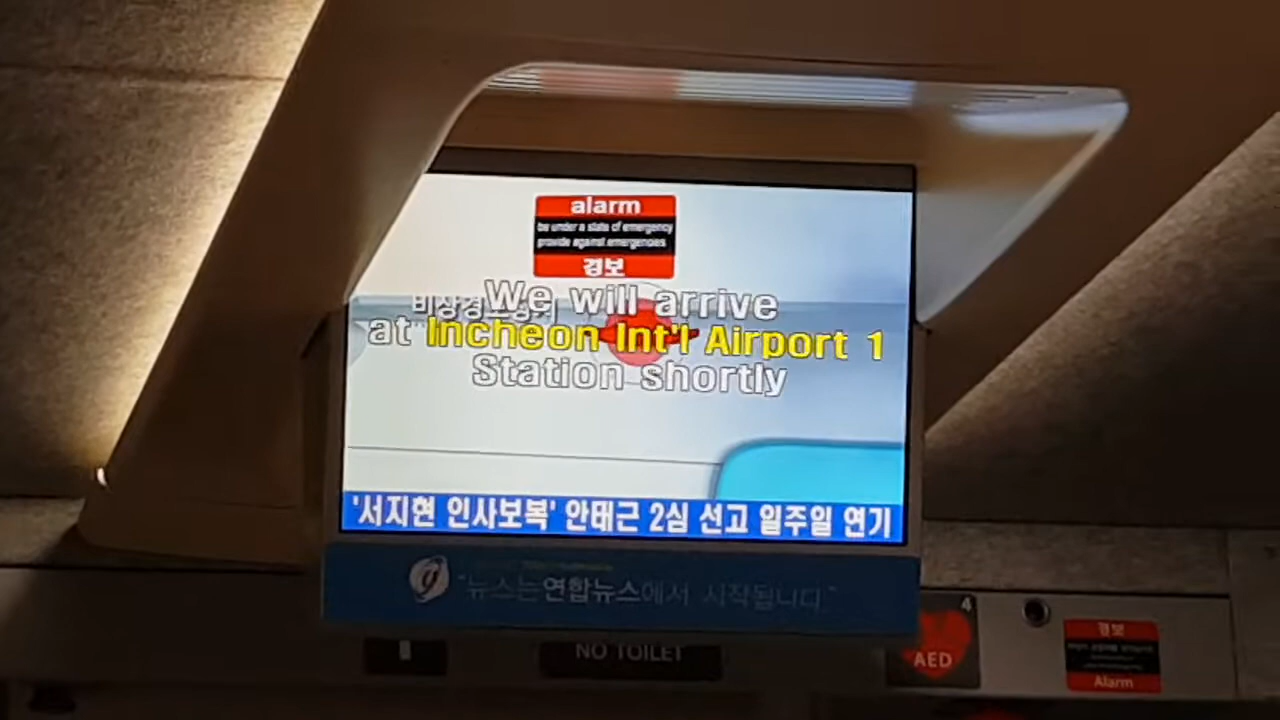 alarm
be under a state of emergency
provide against emergencies
경보
We will arrive
at Incheon Int'l Airport 1
Station shortly
'서지현 인사보복' 안태근 2심 선고 일주일 연기
"뉴스는 연합뉴스에서 시작됩니다."
NO TOILET
4
AED
경보
Alarm